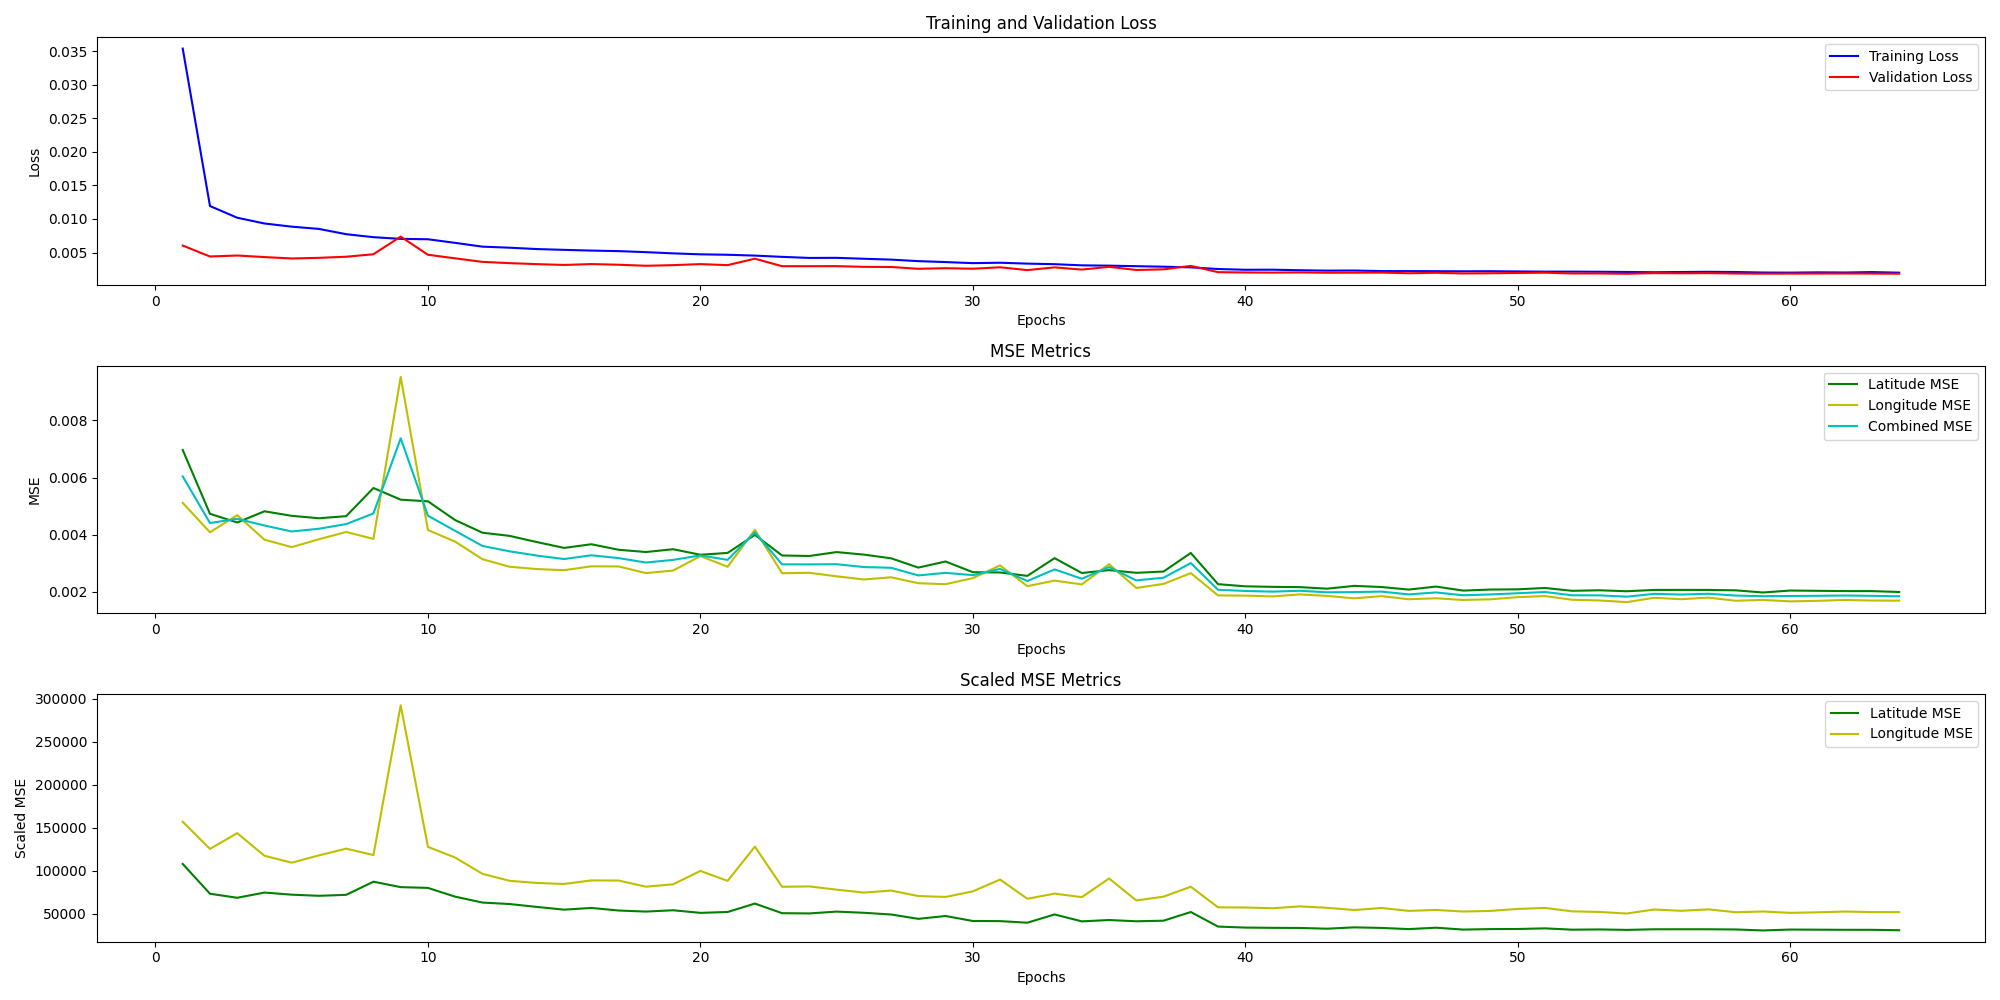 Training and Validation Loss
0.035
0.030
0.025
0.020
0.015
0.010
0.005
Loss
Training Loss
Validation Loss
0 10 20 30 40 50 60
Epochs
MSE Metrics
0.008
0.006
0.004
0.002
MSE
Latitude MSE
Longitude MSE
Combined MSE
0 10 20 30 40 50 60
Epochs
Scaled MSE Metrics
300000
250000
200000
150000
100000
50000
Scaled MSE
Latitude MSE
Longitude MSE
0 10 20 30 40 50 60
Epochs